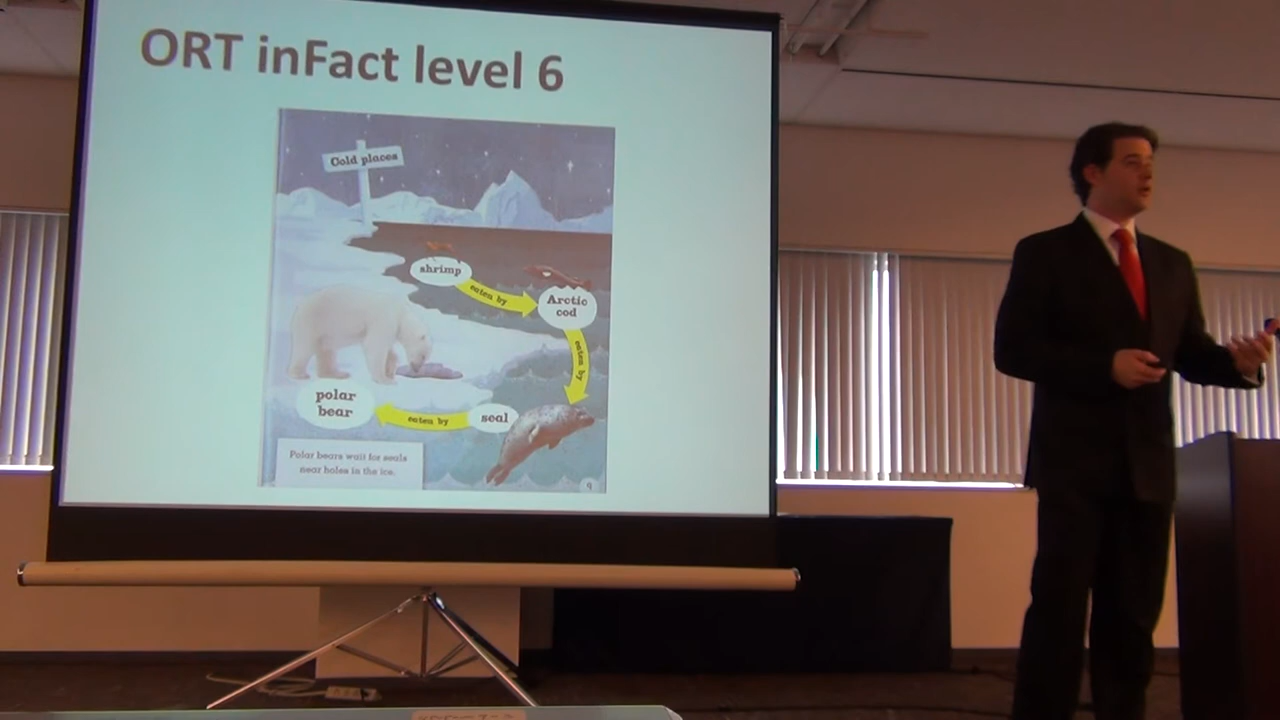 ORT inFact level 6
Cold places
shrimp
eaten by
Arctic
cod
eaten by
seal
eaten by
polar
bear
Polar bears wait for seals
near holes in the ice.
9